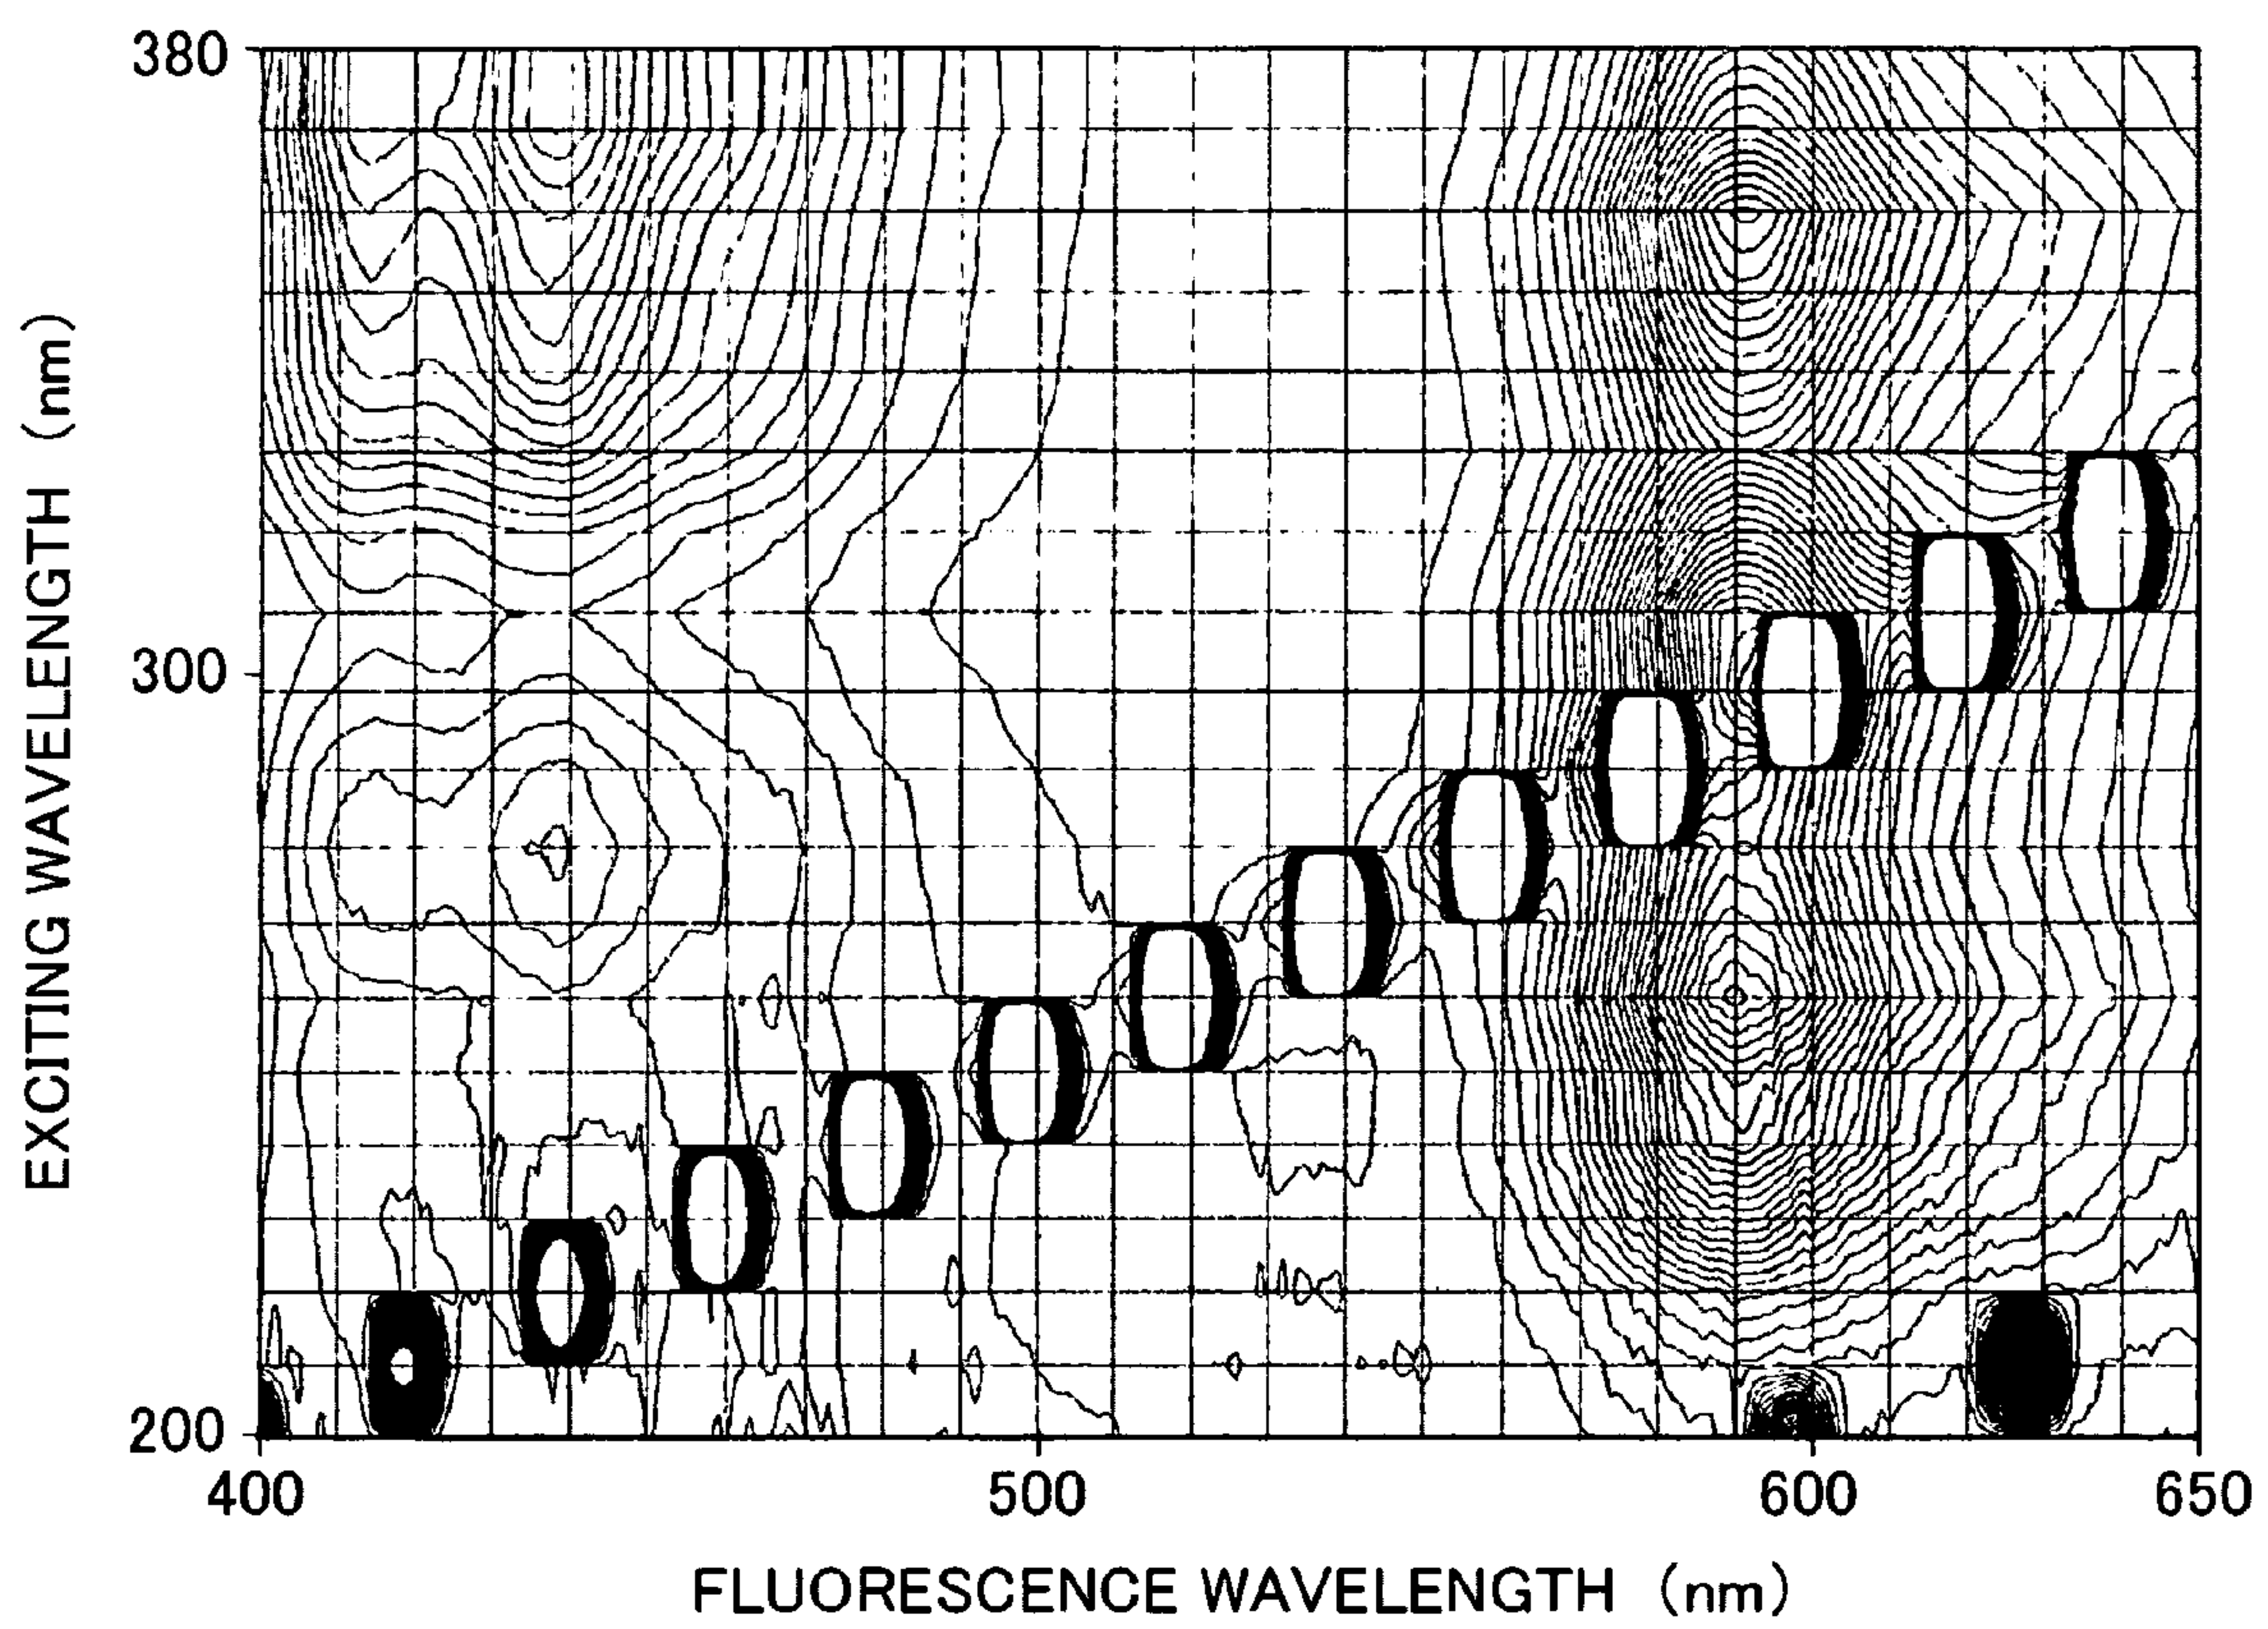 380
300
200
EXCITING WAVELENGTH (nm)
400 500 600 650
FLUORESCENCE WAVELENGTH (nm)